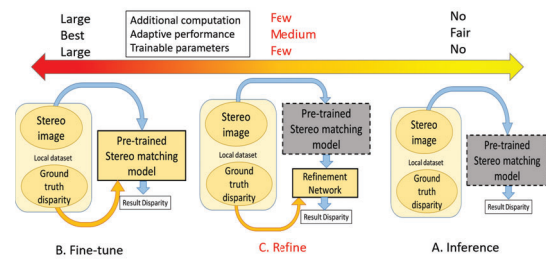 Large
Best
Large
Additional computation
Adaptive performance
Trainable parameters
Few
Medium
Few
No
Fair
No
Stereo
image
Local dataset
Ground
truth
disparity
Pre-trained
Stereo matching
model
Result Disparity
B. Fine-tune
Stereo
image
Local dataset
Ground
truth
disparity
Pre-trained
Stereo matching
model
Refinement
Network
Result Disparity
C. Refine
Stereo
image
Local dataset
Ground
truth
disparity
Pre-trained
Stereo matching
model
Result Disparity
A. Inference